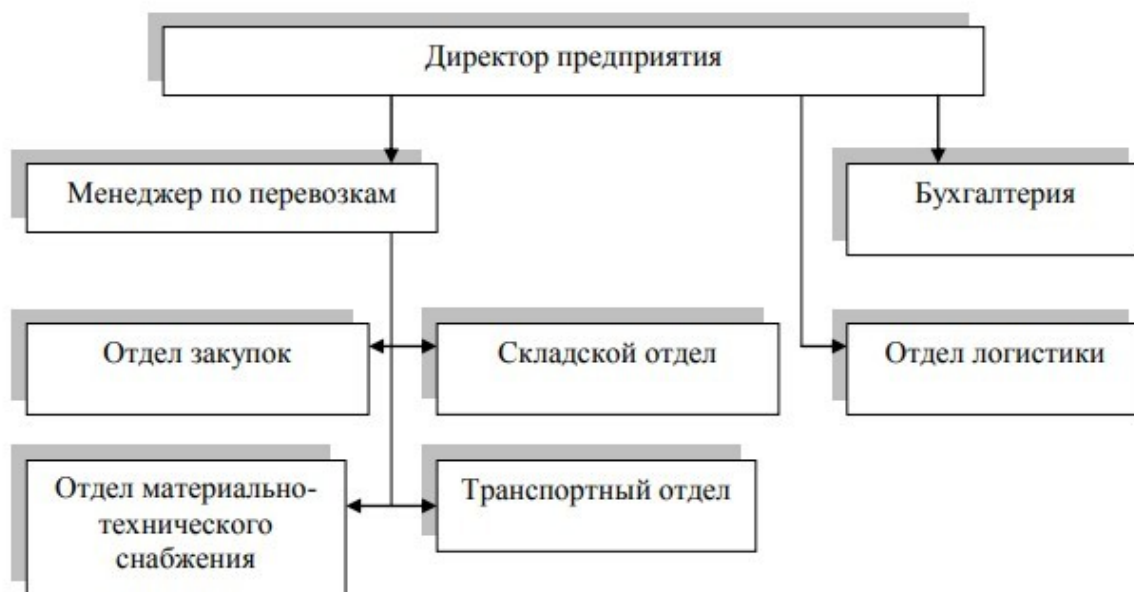 Директор предприятия
Менеджер по перевозкам
Бухгалтерия
Отдел закупок
Складской отдел
Отдел логистики
Отдел материально-
технического
снабжения
Транспортный отдел